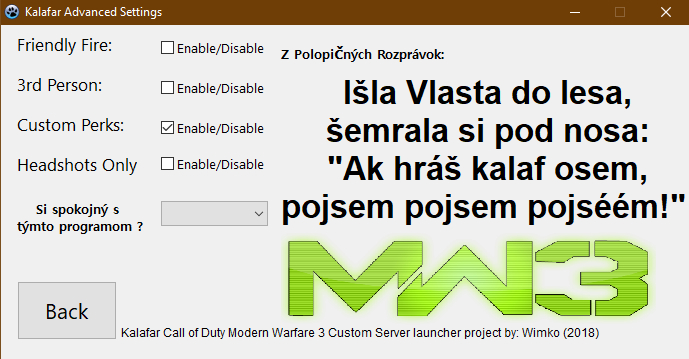 Kalafar Advanced Settings
Friendly Fire:
Enable/Disable
3rd Person:
Enable/Disable
Custom Perks:
Enable/Disable
Headshots Only
Enable/Disable
Si spokojný s
týmto programom ?
Z Polopičných Rozprávok:
Išla Vlasta do lesa,
šemrala si pod nosa:
"Ak hráš kalaf osem,
pojsem pojsem pojséém!"
MW3
Back
Kalafar Call of Duty Modern Warfare 3 Custom Server launcher project by: Wimko (2018)